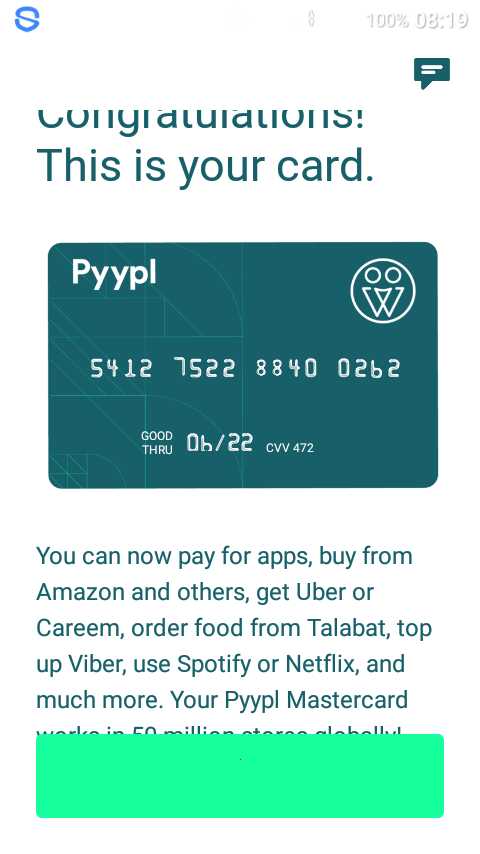 100% 08:19
Congratulations!
This is your card.
Pyypl
5412 7522 8840 0262
GOOD THRU 06/22 CVV 472
You can now pay for apps, buy from
Amazon and others, get Uber or
Careem, order food from Talabat, top
up Viber, use Spotify or Netflix, and
much more. Your Pyypl Mastercard
works in 50 million stores globally!